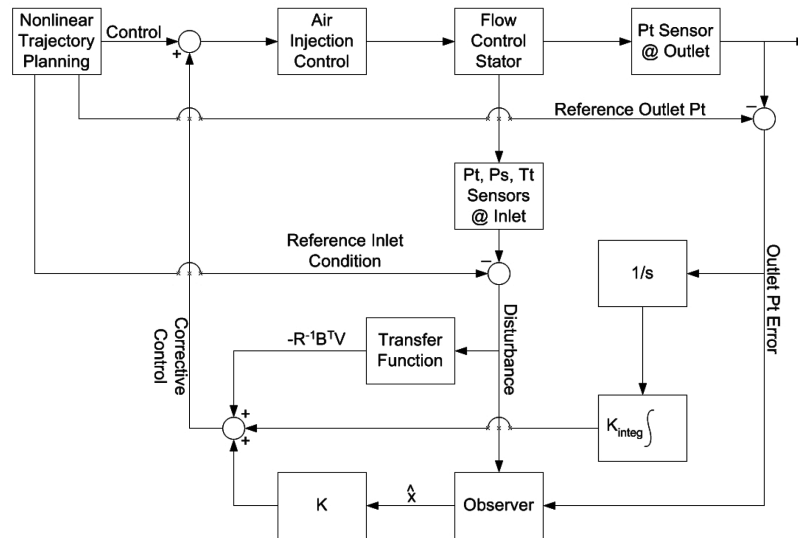 Nonlinear
Trajectory
Planning
Control
+
Air
Injection
Control
Flow
Control
Stator
Pt Sensor
@ Outlet
Reference Outlet Pt
−
Pt, Ps, Tt
Sensors
@ Inlet
Reference Inlet
Condition
−
1/s
Outlet Pt Error
Disturbance
Corrective
Control
-R⁻¹BᵀV
Transfer
Function
+
+
+
K_integ ∫
K
x̂
Observer